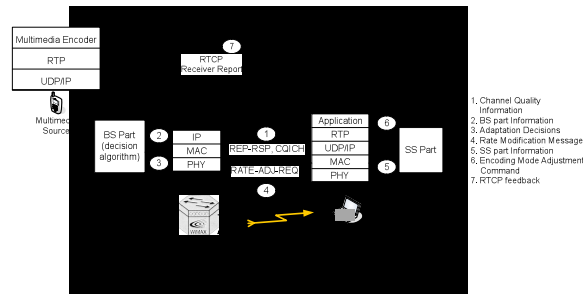 Multimedia Encoder
RTP
UDP/IP
Multimed
Source
7
RTCP
Receiver Report
BS Part
(decision
algorithm)
2
3
IP
MAC
PHY
1
REP-RSP, CQICH
RATE-ADJ-REQ
4
Application
RTP
UDP/IP
MAC
PHY
6
5
SS Part
WiMAX
1. Channel Quality
Information
2. BS part Information
3. Adaptation Decisions
4. Rate Modification Message
5. SS part Information
6. Encoding Mode Adjustment
Command
7. RTCP feedback